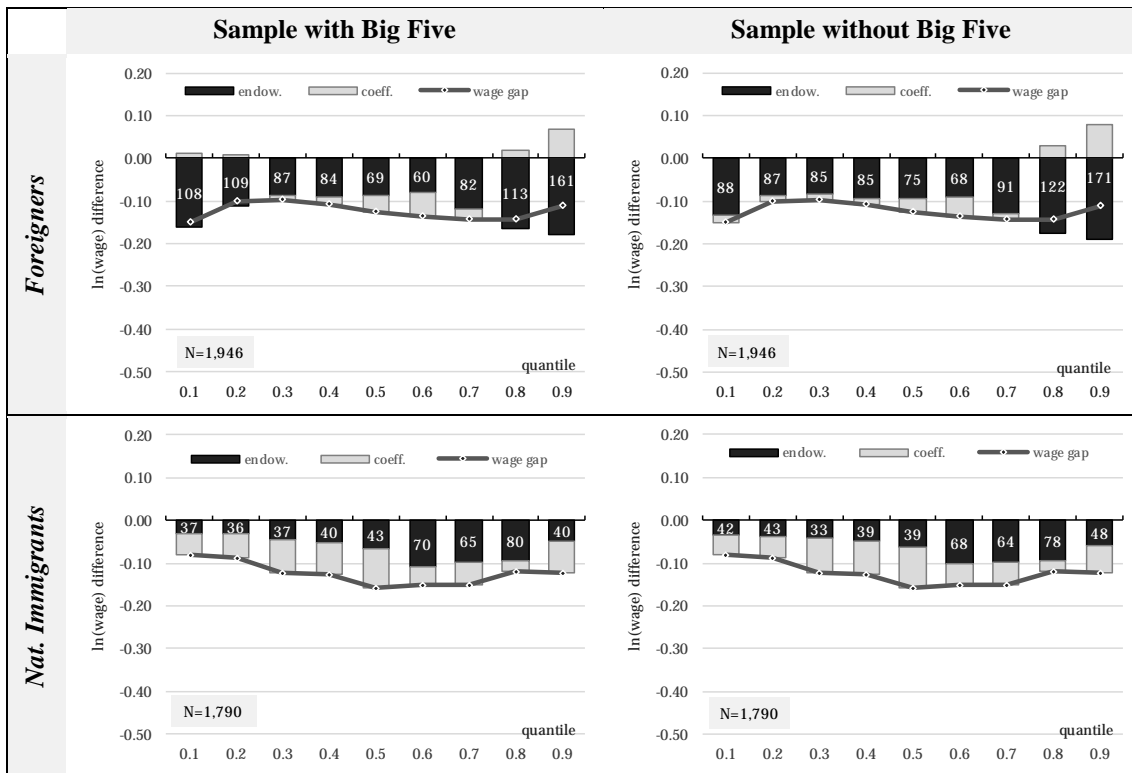 Sample with Big Five
Sample without Big Five
Foreigners
ln(wage) difference
0.20
0.10
0.00
-0.10
-0.20
-0.30
-0.40
-0.50
endow. coeff. wage gap
108 109 87 84 69 60 82 113 161
N=1,946
quantile
0.1 0.2 0.3 0.4 0.5 0.6 0.7 0.8 0.9
ln(wage) difference
0.20
0.10
0.00
-0.10
-0.20
-0.30
-0.40
-0.50
endow. coeff. wage gap
88 87 85 85 75 68 91 122 171
N=1,946
quantile
0.1 0.2 0.3 0.4 0.5 0.6 0.7 0.8 0.9
Nat. Immigrants
ln(wage) difference
0.20
0.10
0.00
-0.10
-0.20
-0.30
-0.40
-0.50
endow. coeff. wage gap
37 36 37 40 43 70 65 80 40
N=1,790
quantile
0.1 0.2 0.3 0.4 0.5 0.6 0.7 0.8 0.9
ln(wage) difference
0.20
0.10
0.00
-0.10
-0.20
-0.30
-0.40
-0.50
endow. coeff. wage gap
42 43 33 39 39 68 64 78 48
N=1,790
quantile
0.1 0.2 0.3 0.4 0.5 0.6 0.7 0.8 0.9